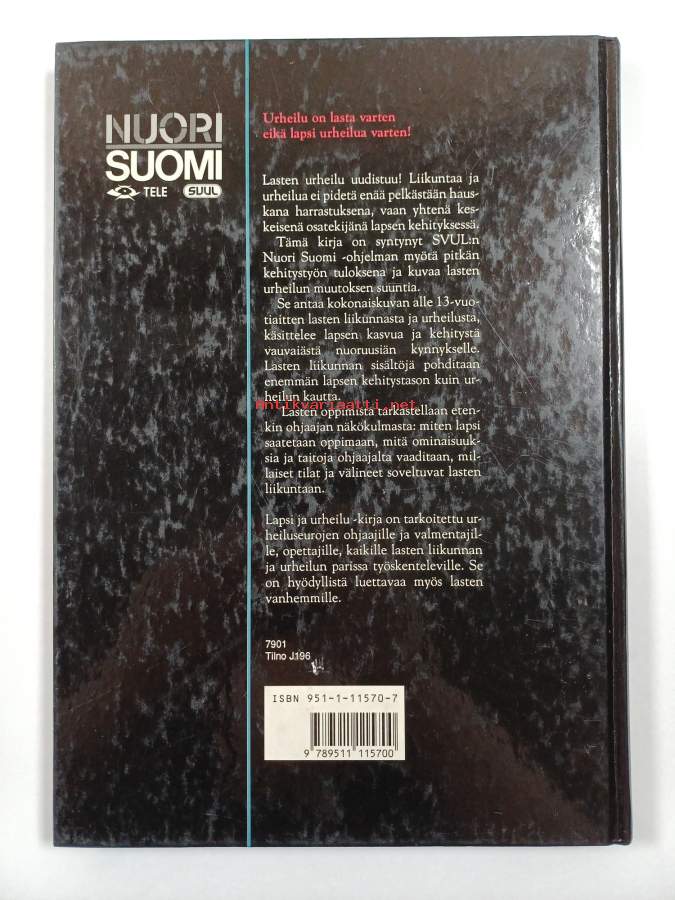 NUORI
SUOMI
TELE SVUL
Urheilu on lasta varten
eikä lapsi urheilua varten!
Lasten urheilu uudistuu! Liikuntaa ja
urheilua ei pidetä enää pelkästään haus-
kana harrastuksena, vaan yhtenä kes-
keisenä osatekijänä lapsen kehityksessä.
Tämä kirja on syntynyt SVUL:n
Nuori Suomi -ohjelman myötä pitkän
kehitystyön tuloksena ja kuvaa lasten
urheilun muutoksen suuntia.
Se antaa kokonaiskuvan alle 13-vuo-
tiaitten lasten liikunnasta ja urheilusta,
käsittelee lapsen kasvua ja kehitystä
vauvaiästä nuoruusiän kynnykselle.
Lasten liikunnan sisältöjä pohditaan
enemmän lapsen kehitystason kuin ur-
heilun kautta.
Antikvariaatti.net
Lasten oppimista tarkastellaan eten-
kin ohjaajan näkökulmasta: miten lapsi
saatetaan oppimaan, mitä ominaisuuk-
sia ja taitoja ohjaajalta vaaditaan, mil-
laiset tilat ja välineet soveltuvat lasten
liikuntaan.
Lapsi ja urheilu -kirja on tarkoitettu ur-
heiluseurojen ohjaajille ja valmentajil-
le, opettajille, kaikille lasten liikunnan
ja urheilun parissa työskenteleville. Se
on hyödyllistä luettavaa myös lasten
vanhemmille.
7901
Tilno J196
ISBN 951-1-11570-7
9 789511 115700